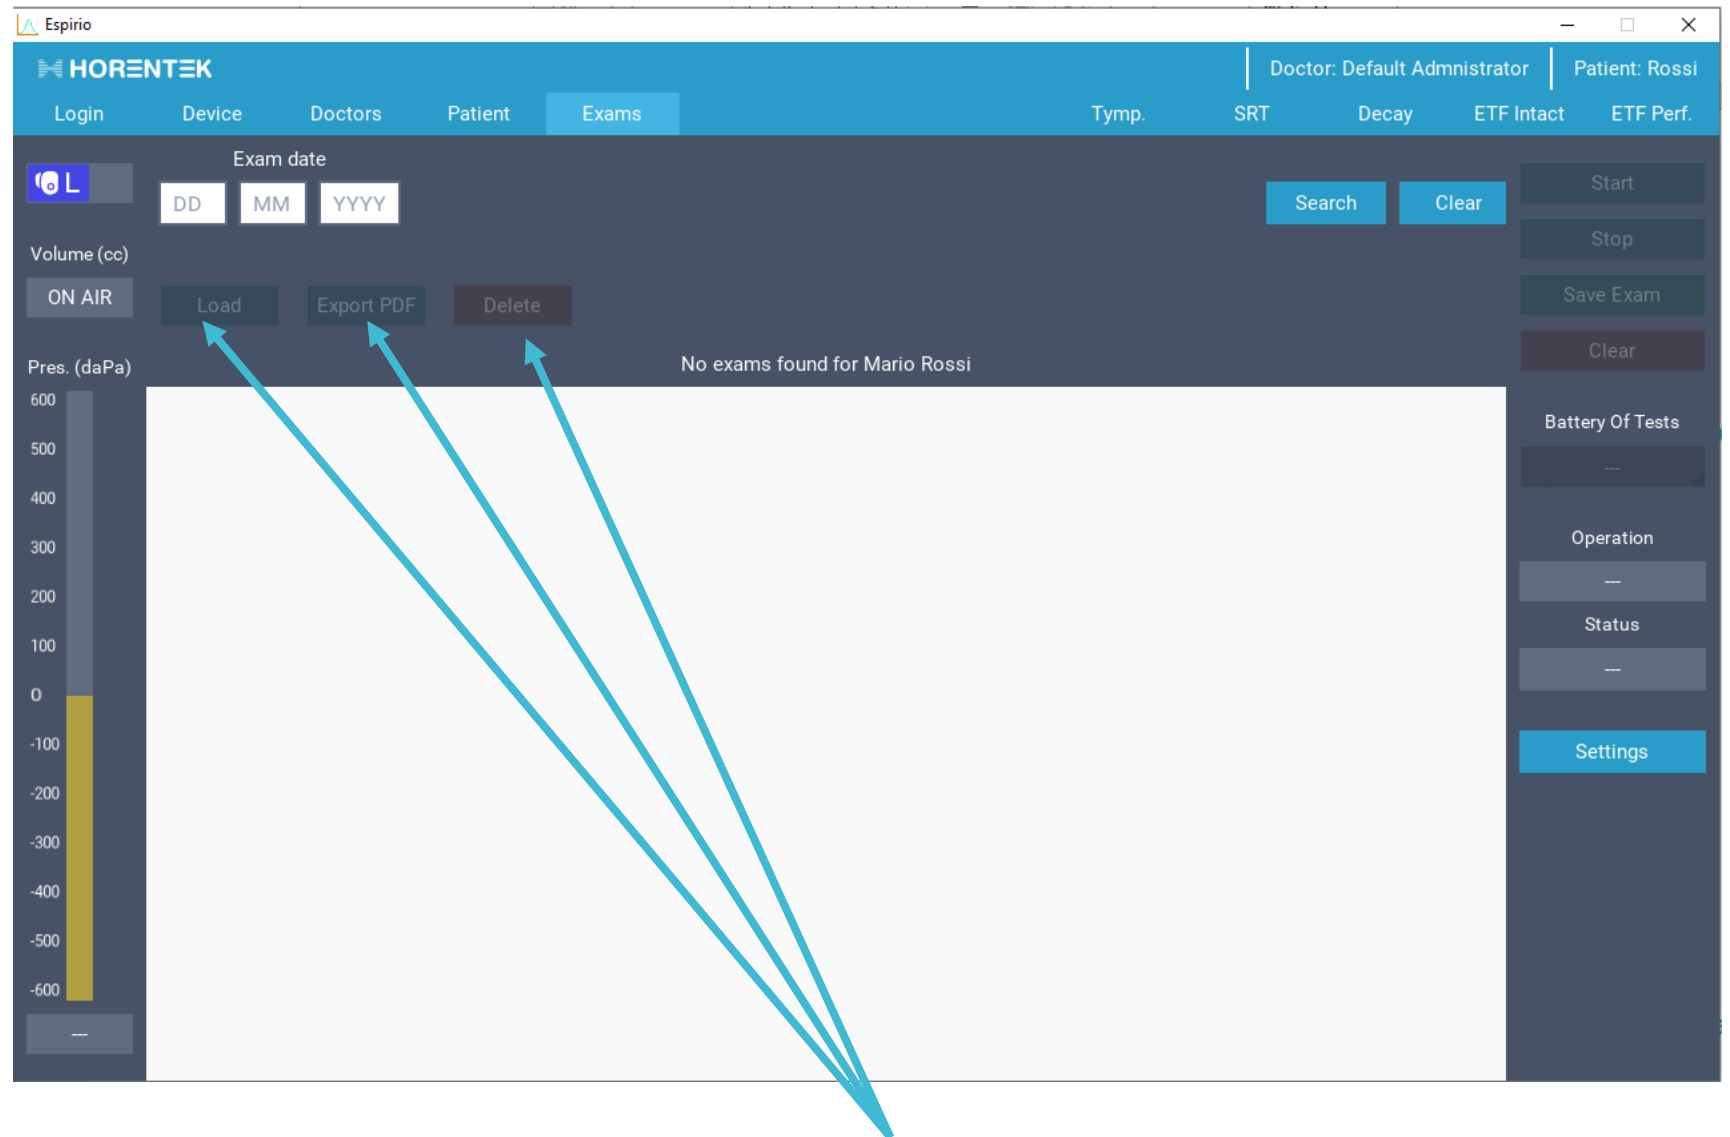 Espirio
HORENTEK
Doctor: Default Admnistrator
Patient: Rossi
Login Device Doctors Patient Exams Tymp. SRT Decay ETF Intact ETF Perf.
L
Exam date
DD MM YYYY
Search Clear
Start
Stop
Volume (cc)
ON AIR
Load Export PDF Delete
Save Exam
Clear
Pres. (daPa)
No exams found for Mario Rossi
600
500
400
300
200
100
0
-100
-200
-300
-400
-500
-600
---
Battery Of Tests
---
Operation
---
Status
---
Settings